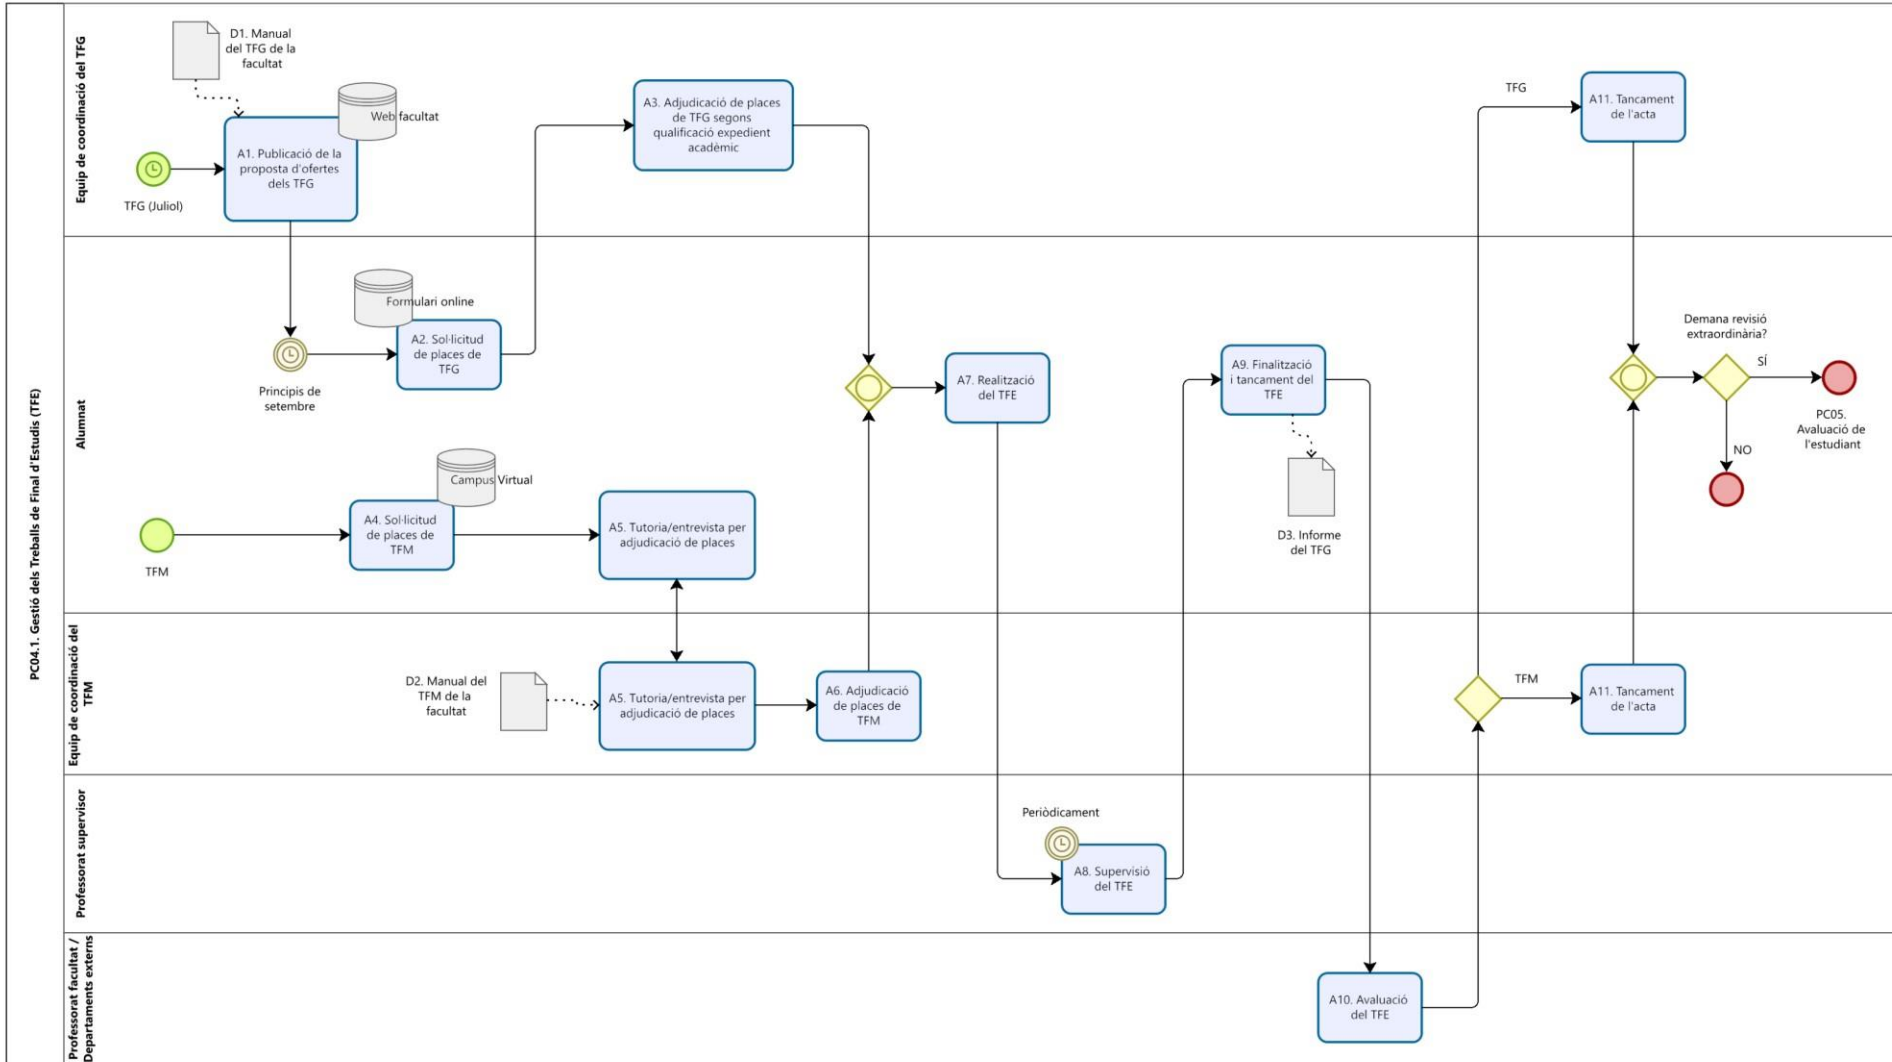 PC04.1. Gestió dels Treballs de Final d'Estudis (TFE)
Equip de coordinació del TFG
D1. Manual
del TFG de la
facultat
Web facultat
TFG (Juliol)
A1. Publicació de la
proposta d'ofertes
dels TFG
A3. Adjudicació de places
de TFG segons
qualificació expedient
acadèmic
TFG
A11. Tancament
de l'acta
Alumnat
Principis de
setembre
Formulari online
A2. Sol·licitud
de places de
TFG
A7. Realització
del TFE
A9. Finalització
i tancament del
TFE
D3. Informe
del TFG
Demana revisió
extraordinària?
SÍ
PC05.
Avaluació de
l'estudiant
NO
TFM
Campus Virtual
A4. Sol·licitud
de places de
TFM
A5. Tutoria/entrevista per
adjudicació de places
Equip de coordinació del
TFM
D2. Manual del
TFM de la
facultat
A5. Tutoria/entrevista per
adjudicació de places
A6. Adjudicació
de places de
TFM
TFM
A11. Tancament
de l'acta
Professorat supervisor
Periòdicament
A8. Supervisió
del TFE
Professorat facultat /
Departaments externs
A10. Avaluació
del TFE